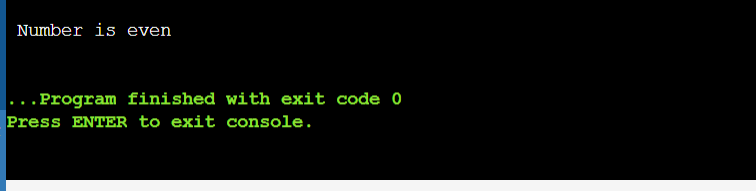 Number is even
...Program finished with exit code 0
Press ENTER to exit console.